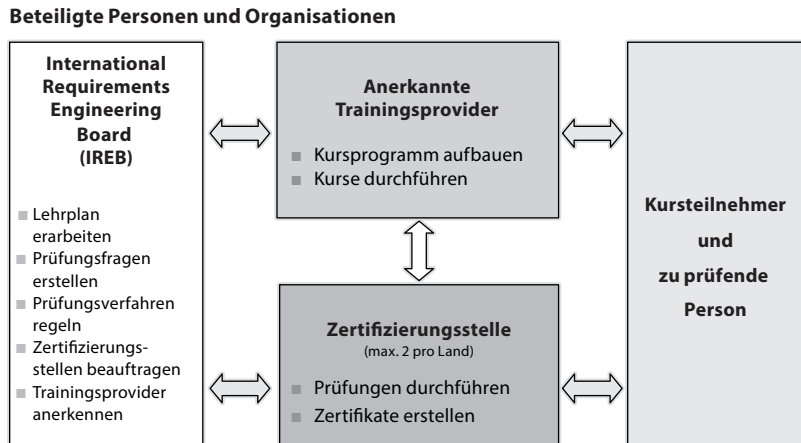 Beteiligte Personen und Organisationen
International
Requirements
Engineering
Board
(IREB)
■ Lehrplan
erarbeiten
■ Prüfungsfragen
erstellen
■ Prüfungsverfahren
regeln
■ Zertifizierungs-
stellen beauftragen
■ Trainingsprovider
anerkennen
Anerkannte
Trainingsprovider
■ Kursprogramm aufbauen
■ Kurse durchführen
Zertifizierungsstelle
(max. 2 pro Land)
■ Prüfungen durchführen
■ Zertifikate erstellen
Kursteilnehmer
und
zu prüfende
Person